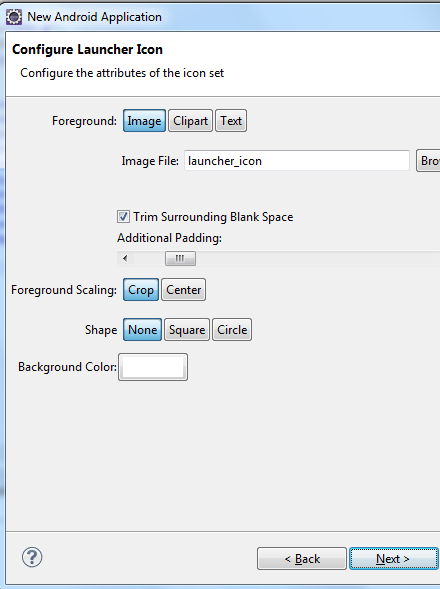 New Android Application
Configure Launcher Icon
Configure the attributes of the icon set
Foreground: Image Clipart Text
Image File: launcher_icon Bro
Trim Surrounding Blank Space
Additional Padding:
Foreground Scaling: Crop Center
Shape None Square Circle
Background Color:
? < Back Next >